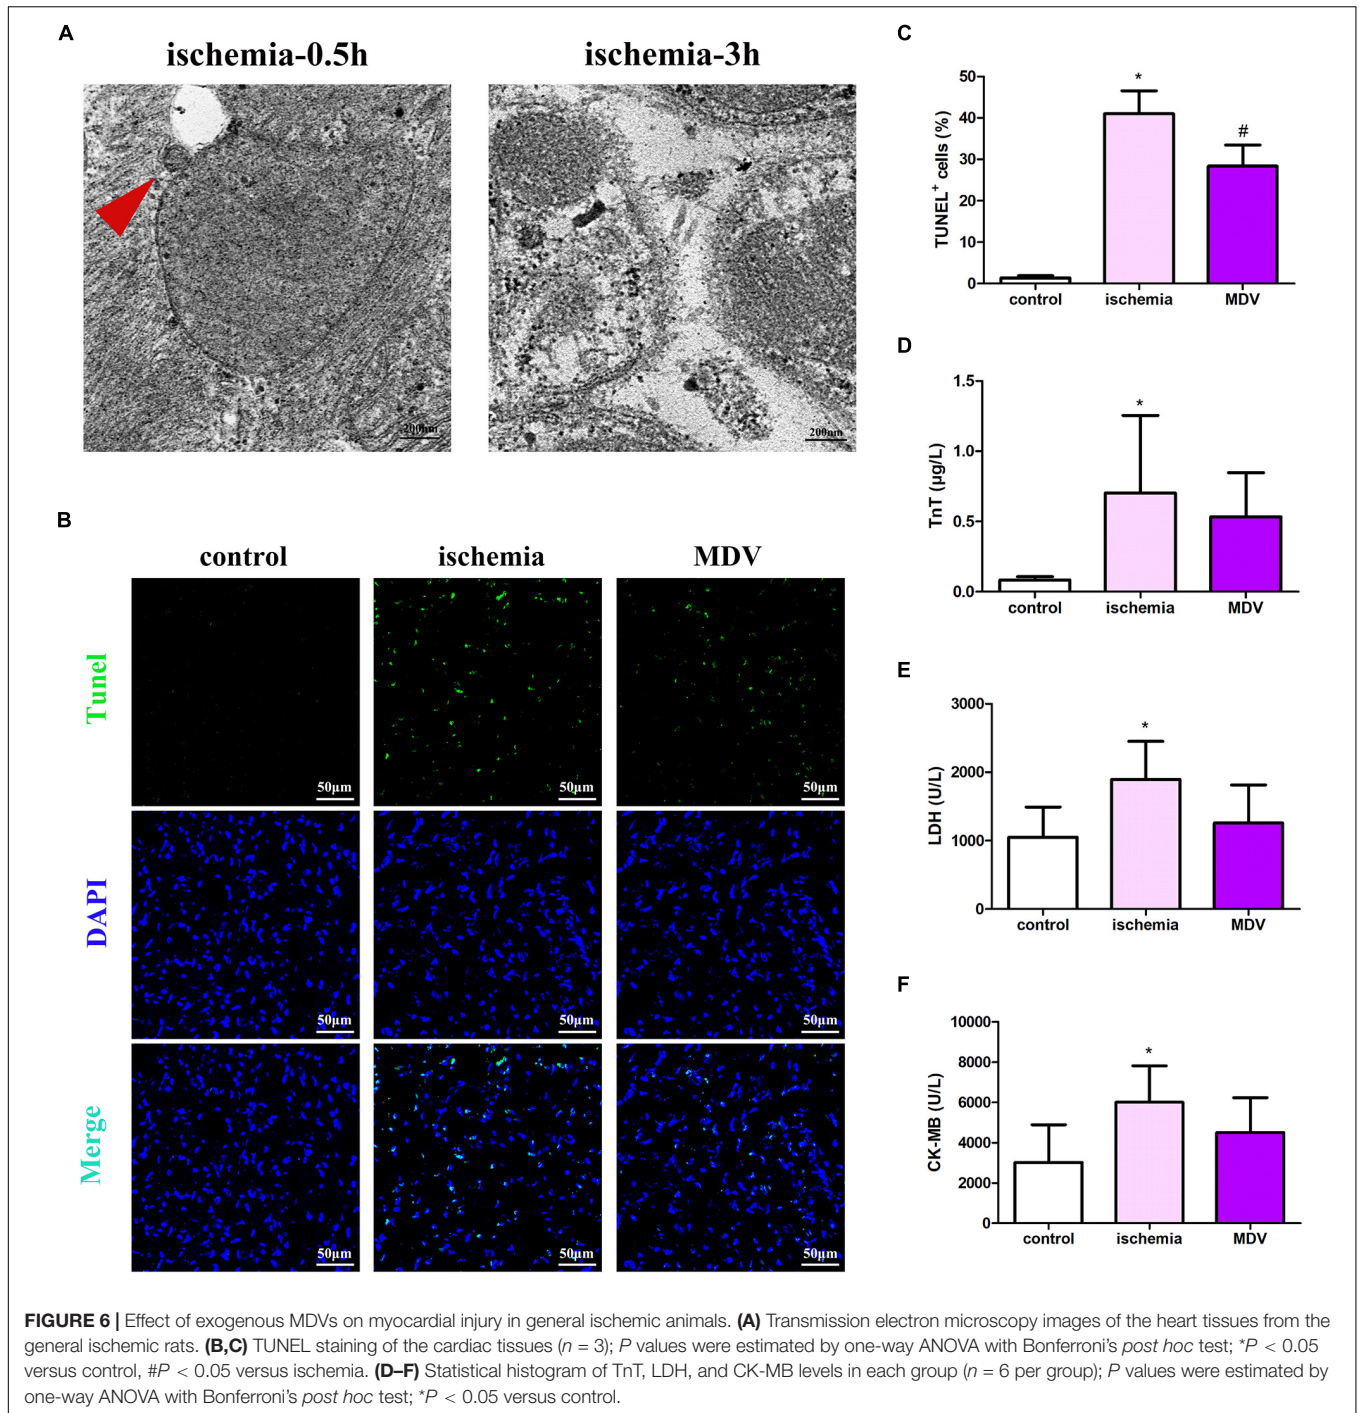 A
ischemia-0.5h
ischemia-3h
200nm
200nm
B
control
ischemia
MDV
Tunel
50μm
50μm
50μm
DAPI
50μm
50μm
50μm
Merge
50μm
50μm
50μm
C
TUNEL+ cells (%)
50
40
30
20
10
0
*
#
control
ischemia
MDV
D
TnT (μg/L)
1.5
1.0
0.5
0.0
*
control
ischemia
MDV
E
LDH (U/L)
3000
2000
1000
0
*
control
ischemia
MDV
F
CK-MB (U/L)
10000
8000
6000
4000
2000
0
*
control
ischemia
MDV
FIGURE 6 | Effect of exogenous MDVs on myocardial injury in general ischemic animals. (A) Transmission electron microscopy images of the heart tissues from the
general ischemic rats. (B,C) TUNEL staining of the cardiac tissues (n = 3); P values were estimated by one-way ANOVA with Bonferroni's post hoc test; *P < 0.05
versus control, #P < 0.05 versus ischemia. (D–F) Statistical histogram of TnT, LDH, and CK-MB levels in each group (n = 6 per group); P values were estimated by
one-way ANOVA with Bonferroni's post hoc test; *P < 0.05 versus control.